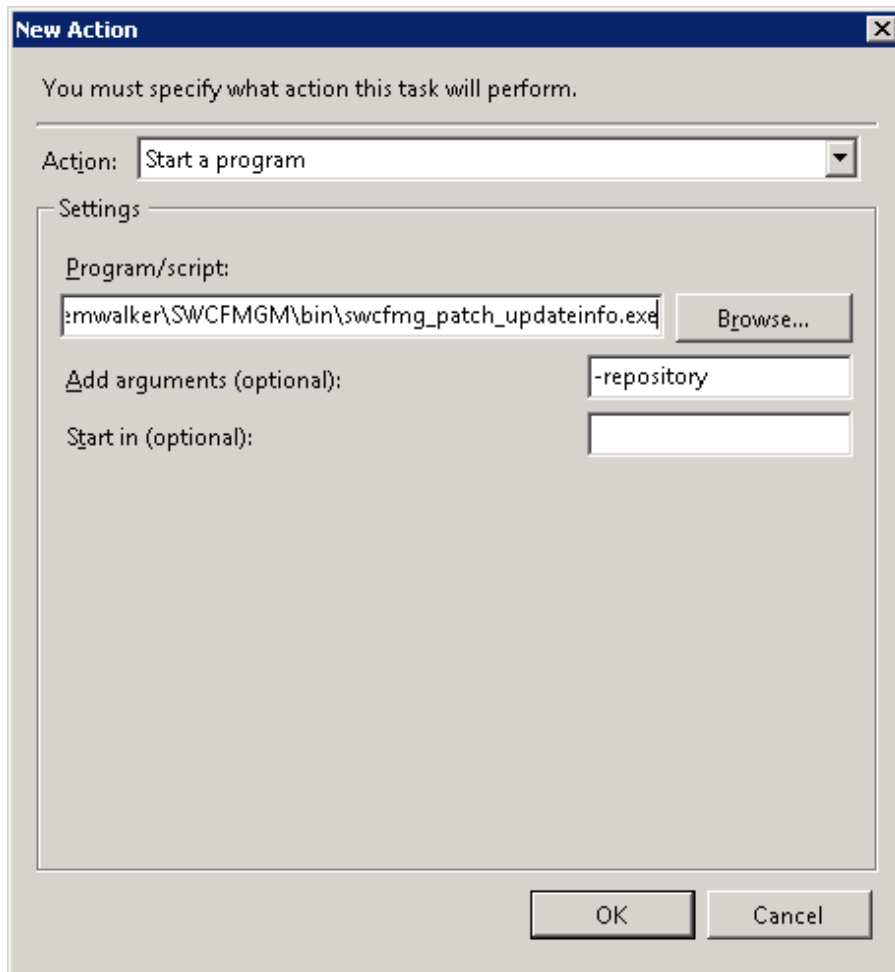 New Action
You must specify what action this task will perform.
Action: Start a program
Settings
Program/script:
emwalker\SWCFMGM\bin\swcfmg_patch_updateinfo.exe Browse...
Add arguments (optional): -repository
Start in (optional):
OK Cancel